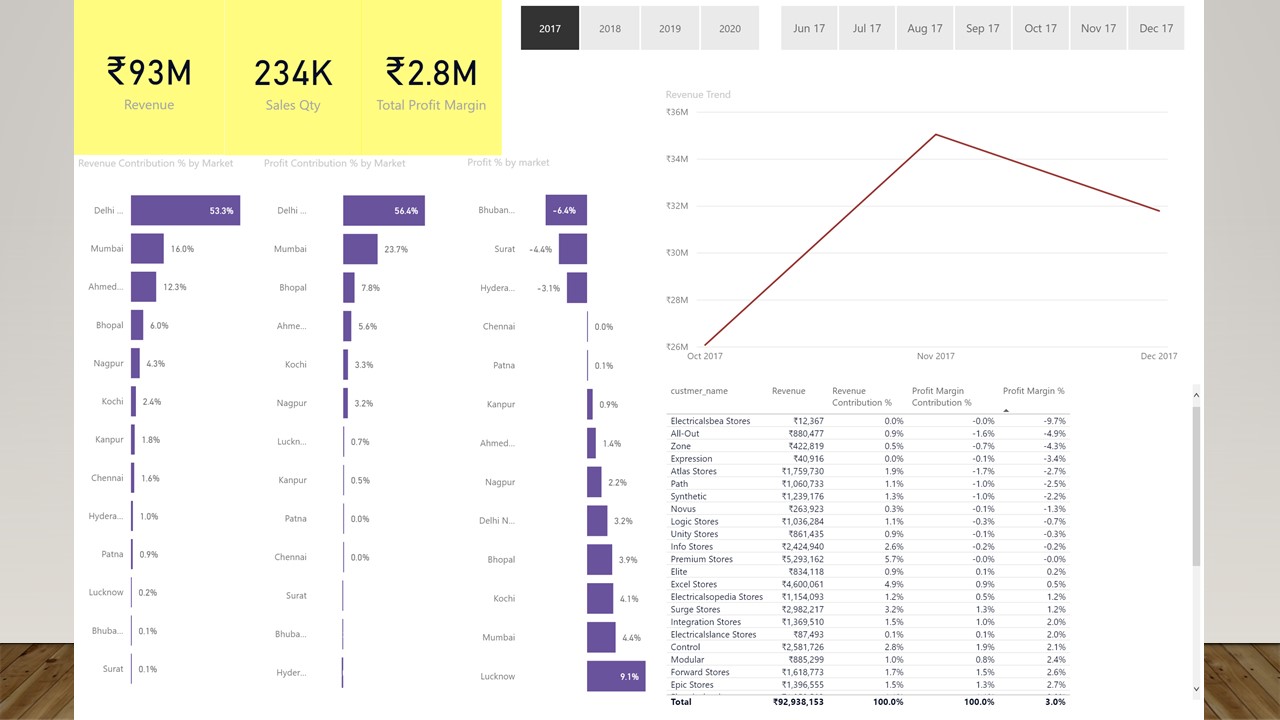 2017 2018 2019 2020 Jun 17 Jul 17 Aug 17 Sep 17 Oct 17 Nov 17 Dec 17
₹93M 234K ₹2.8M
Revenue Sales Qty Total Profit Margin
Revenue Contribution % by Market
Delhi ... 53.3%
Mumbai 16.0%
Ahmed... 12.3%
Bhopal 6.0%
Nagpur 4.3%
Kochi 2.4%
Kanpur 1.8%
Chennai 1.6%
Hydera... 1.0%
Patna 0.9%
Lucknow 0.2%
Bhuba... 0.1%
Surat 0.1%
Profit Contribution % by Market
Delhi ... 56.4%
Mumbai 23.7%
Bhopal 7.8%
Ahme... 5.6%
Kochi 3.3%
Nagpur 3.2%
Luckn... 0.7%
Kanpur 0.5%
Patna 0.0%
Chennai 0.0%
Surat
Bhuba...
Hyder...
Profit % by market
Bhuban... -6.4%
Surat -4.4%
Hydera... -3.1%
Chennai 0.0%
Patna 0.1%
Kanpur 0.9%
Ahmed... 1.4%
Nagpur 2.2%
Delhi N... 3.2%
Bhopal 3.9%
Kochi 4.1%
Mumbai 4.4%
Lucknow 9.1%
Revenue Trend
₹36M
₹34M
₹32M
₹30M
₹28M
₹26M
Oct 2017 Nov 2017 Dec 2017
custmer_name Revenue Revenue Profit Margin Profit Margin %
Contribution % Contribution %
Electricalsbea Stores ₹12,367 0.0% -0.0% -9.7%
All-Out ₹880,477 0.9% -1.6% -4.9%
Zone ₹422,819 0.5% -0.7% -4.3%
Expression ₹40,916 0.0% -0.1% -3.4%
Atlas Stores ₹1,759,730 1.9% -1.7% -2.7%
Path ₹1,060,733 1.1% -1.0% -2.5%
Synthetic ₹1,239,176 1.3% -1.0% -2.2%
Novus ₹263,923 0.3% -0.1% -1.3%
Logic Stores ₹1,036,284 1.1% -0.3% -0.7%
Unity Stores ₹861,435 0.9% -0.1% -0.3%
Info Stores ₹2,424,940 2.6% -0.2% -0.2%
Premium Stores ₹5,293,162 5.7% -0.0% -0.0%
Elite ₹834,118 0.9% 0.1% 0.2%
Excel Stores ₹4,600,061 4.9% 0.9% 0.5%
Electricalsopedia Stores ₹1,154,093 1.2% 0.5% 1.2%
Surge Stores ₹2,982,217 3.2% 1.3% 1.2%
Integration Stores ₹1,369,510 1.5% 1.0% 2.0%
Electricalslance Stores ₹87,493 0.1% 0.1% 2.0%
Control ₹2,581,726 2.8% 1.9% 2.1%
Modular ₹885,299 1.0% 0.8% 2.4%
Forward Stores ₹1,618,773 1.7% 1.5% 2.6%
Epic Stores ₹1,396,555 1.5% 1.3% 2.7%
Total ₹92,938,153 100.0% 100.0% 3.0%